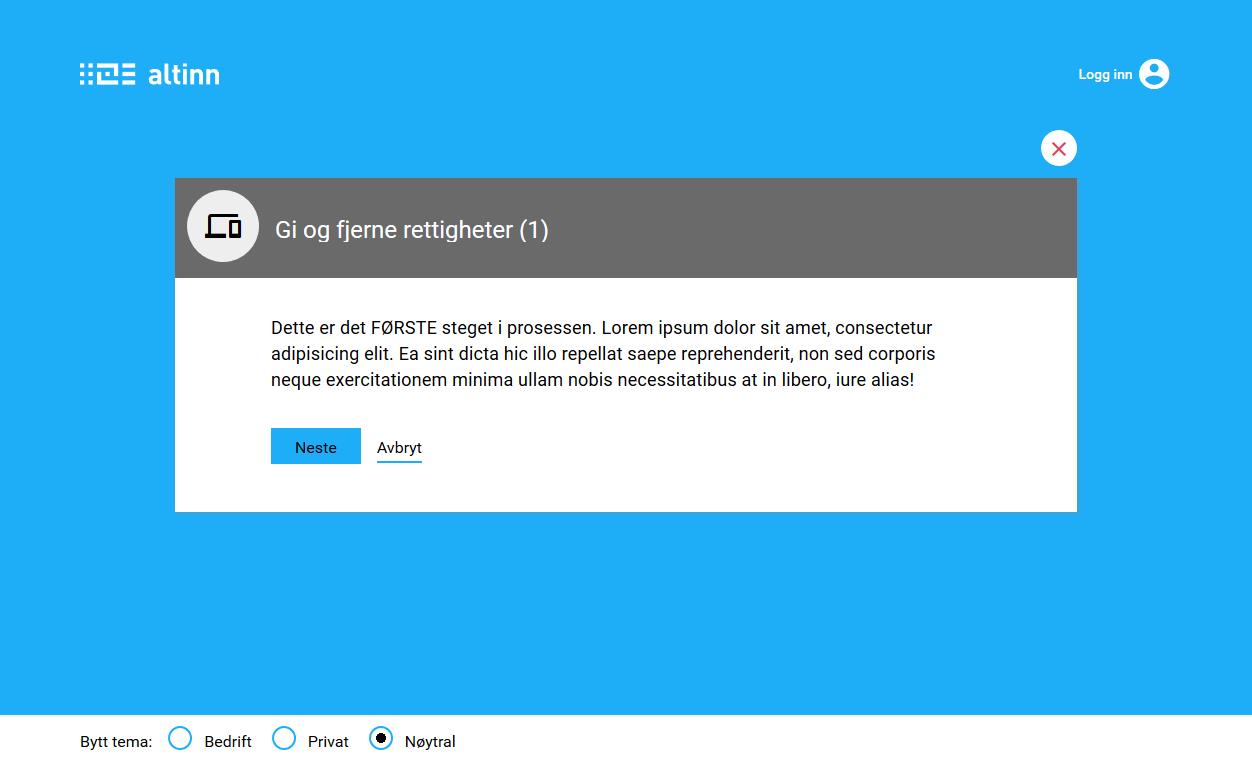 altinn
Logg inn
Gi og fjerne rettigheter (1)
Dette er det FØRSTE steget i prosessen. Lorem ipsum dolor sit amet, consectetur
adipisicing elit. Ea sint dicta hic illo repellat saepe reprehenderit, non sed corporis
neque exercitationem minima ullam nobis necessitatibus at in libero, iure alias!
Neste Avbryt
Bytt tema: Bedrift Privat Nøytral